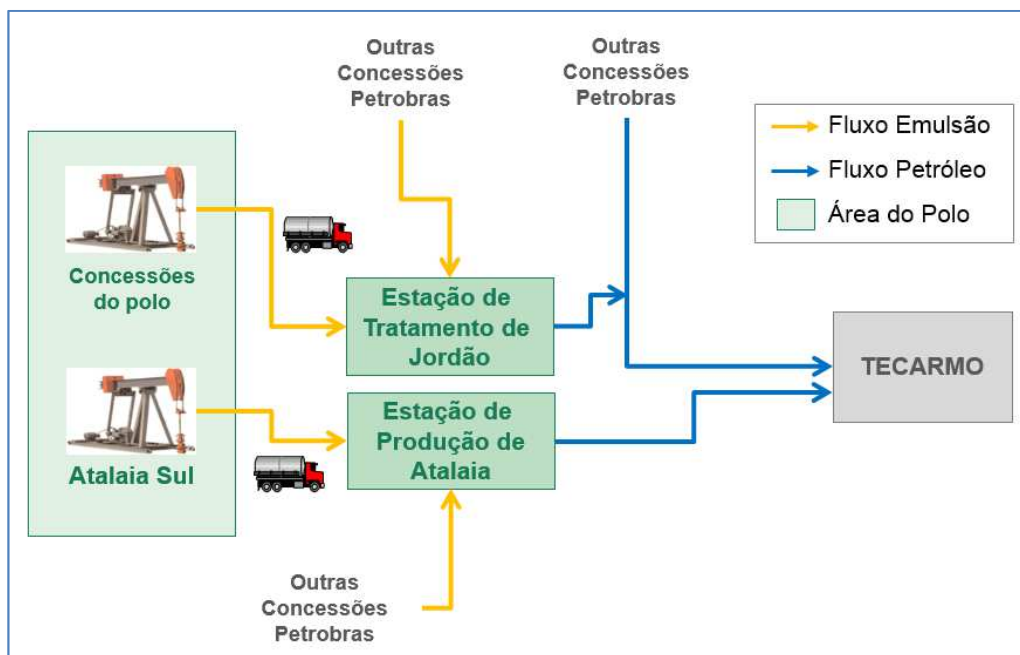 Outras
Concessões
Petrobras
Outras
Concessões
Petrobras
Fluxo Emulsão
Fluxo Petróleo
Área do Polo
Concessões
do polo
Estação de
Tratamento de
Jordão
TECARMO
Atalaia Sul
Estação de
Produção de
Atalaia
Outras
Concessões
Petrobras